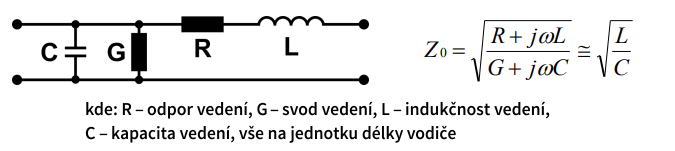 C G R L
Z0 = √((R + jωL)/(G + jωC)) ≅ √(L/C)
kde: R – odpor vedení, G – svod vedení, L – indukčnost vedení,
C – kapacita vedení, vše na jednotku délky vodiče